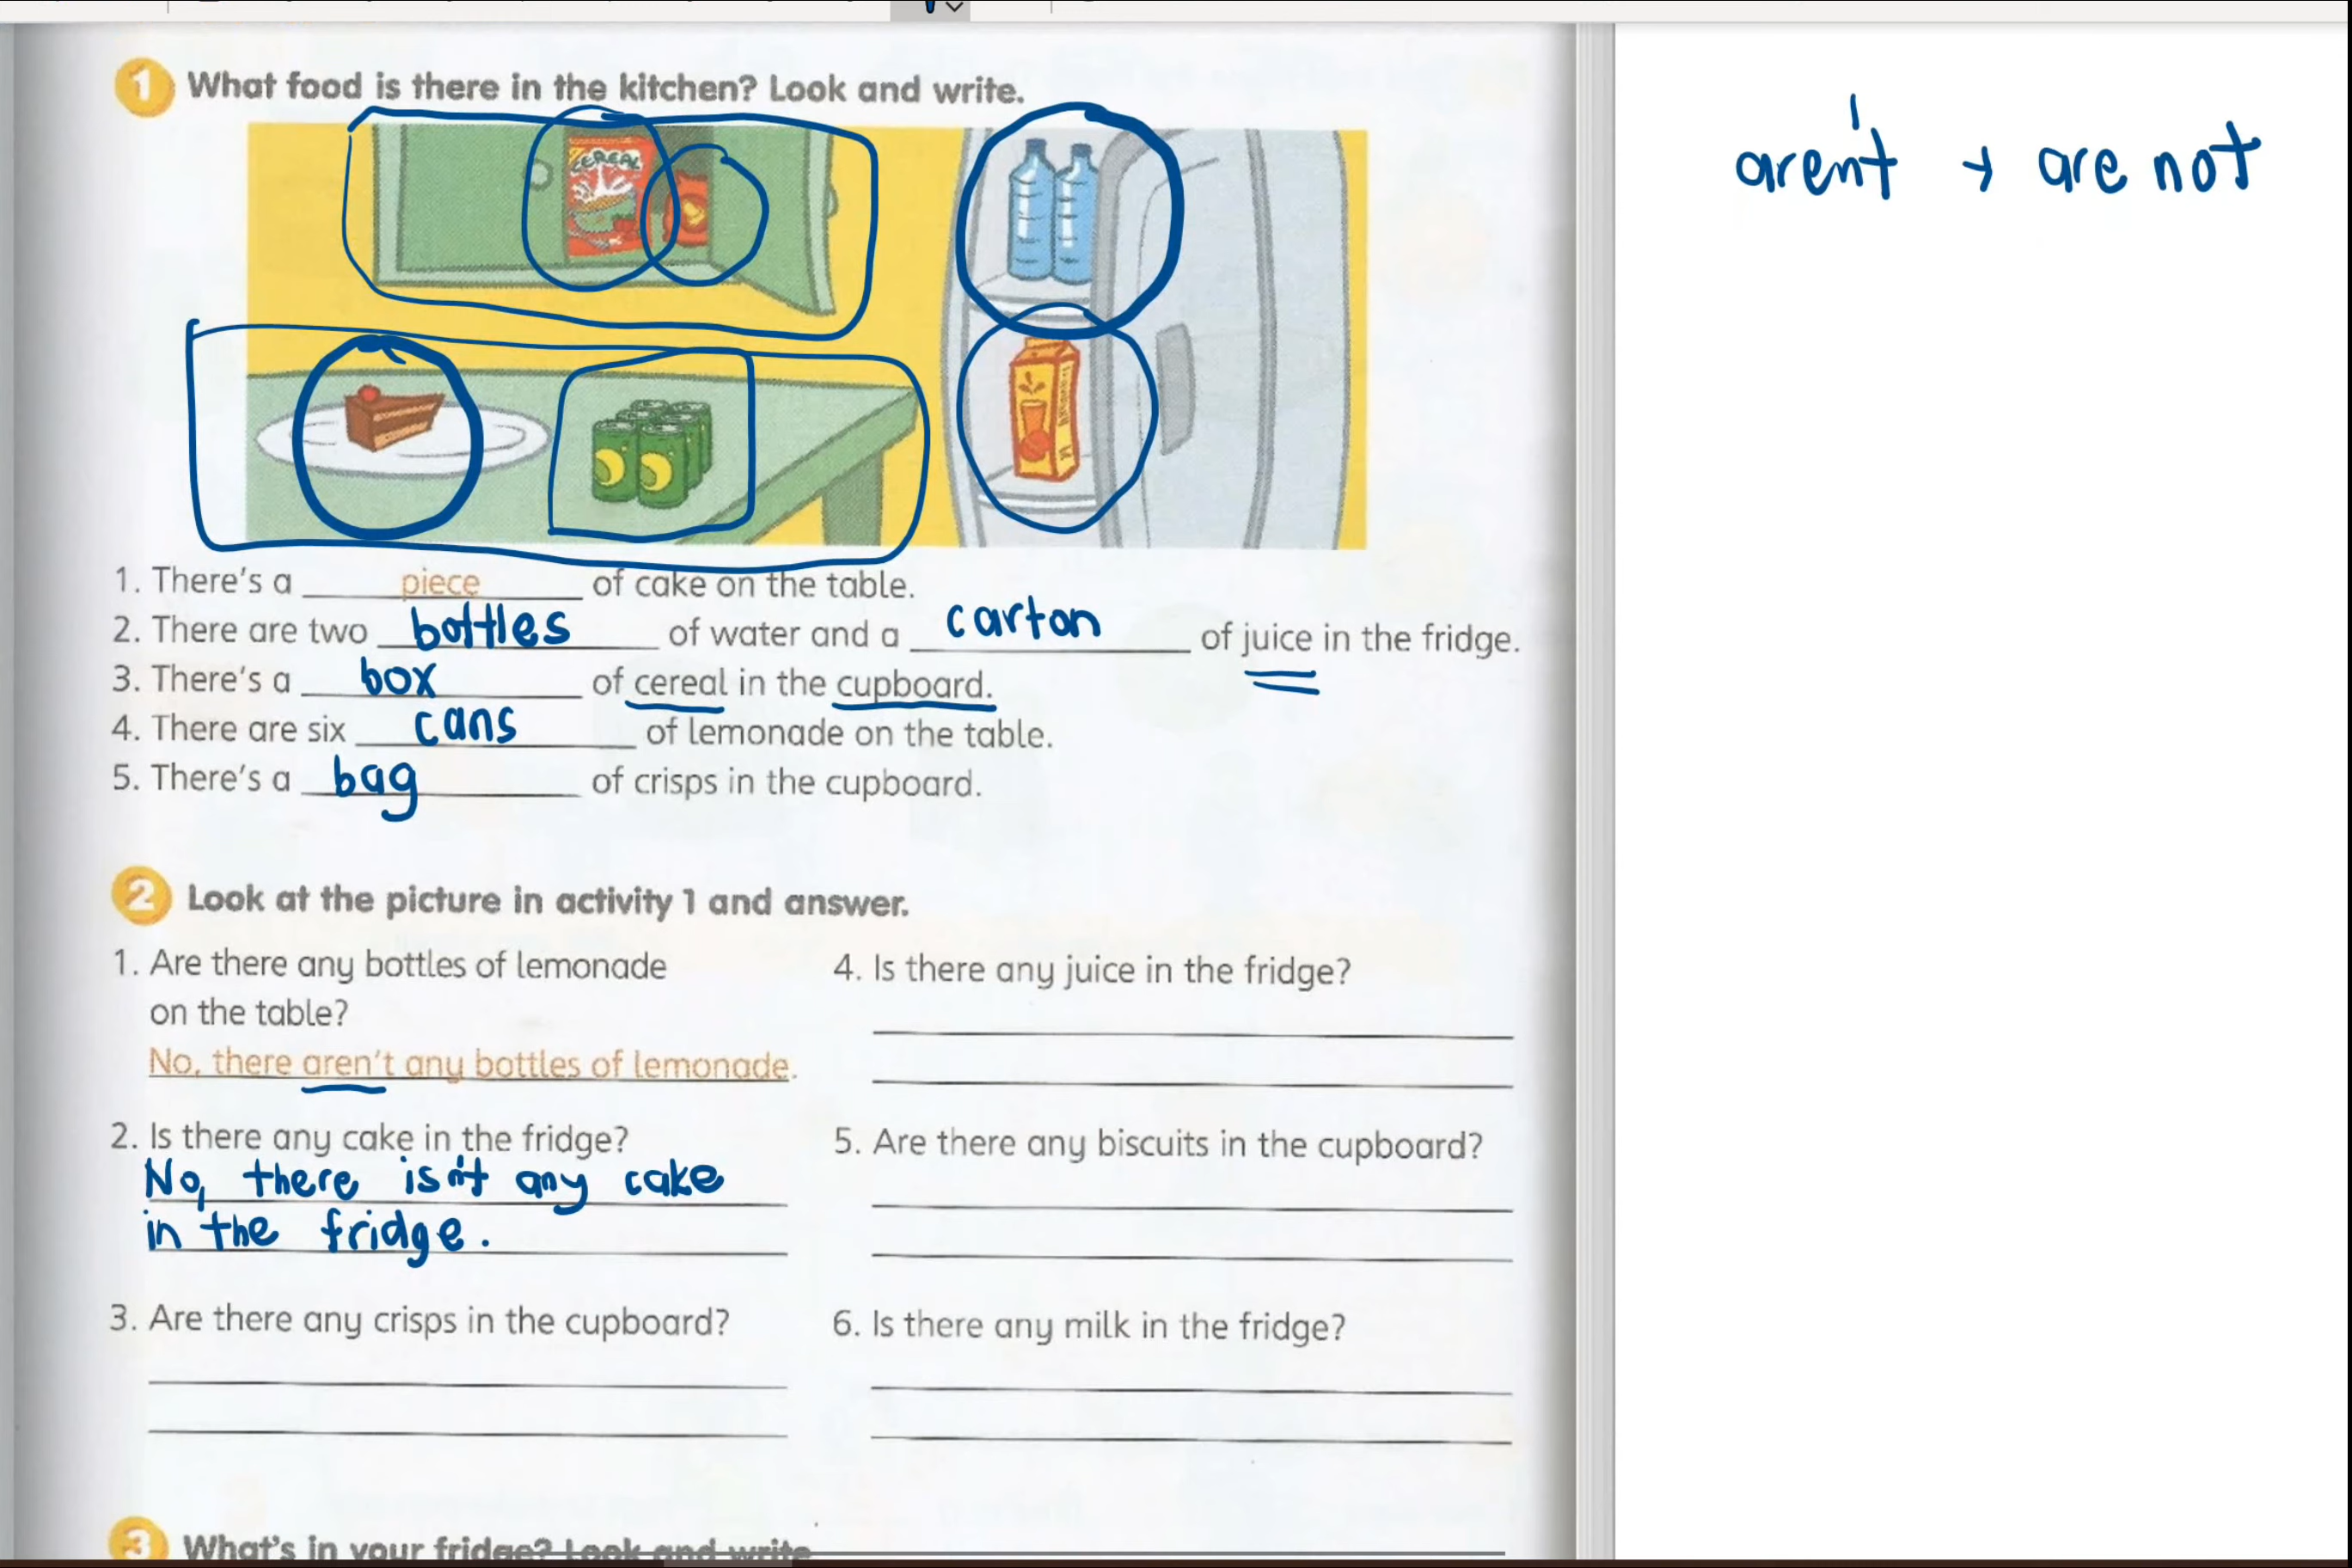 1 What food is there in the kitchen? Look and write.
aren't → are not
CEREAL
1. There's a piece of cake on the table.
2. There are two bottles of water and a carton of juice in the fridge.
3. There's a box of cereal in the cupboard.
4. There are six cans of lemonade on the table.
5. There's a bag of crisps in the cupboard.
2 Look at the picture in activity 1 and answer.
1. Are there any bottles of lemonade
on the table?
No, there aren't any bottles of lemonade.
2. Is there any cake in the fridge?
No, there isn't any cake
in the fridge.
3. Are there any crisps in the cupboard?
4. Is there any juice in the fridge?
5. Are there any biscuits in the cupboard?
6. Is there any milk in the fridge?
3 What's in your fridge? Look and write